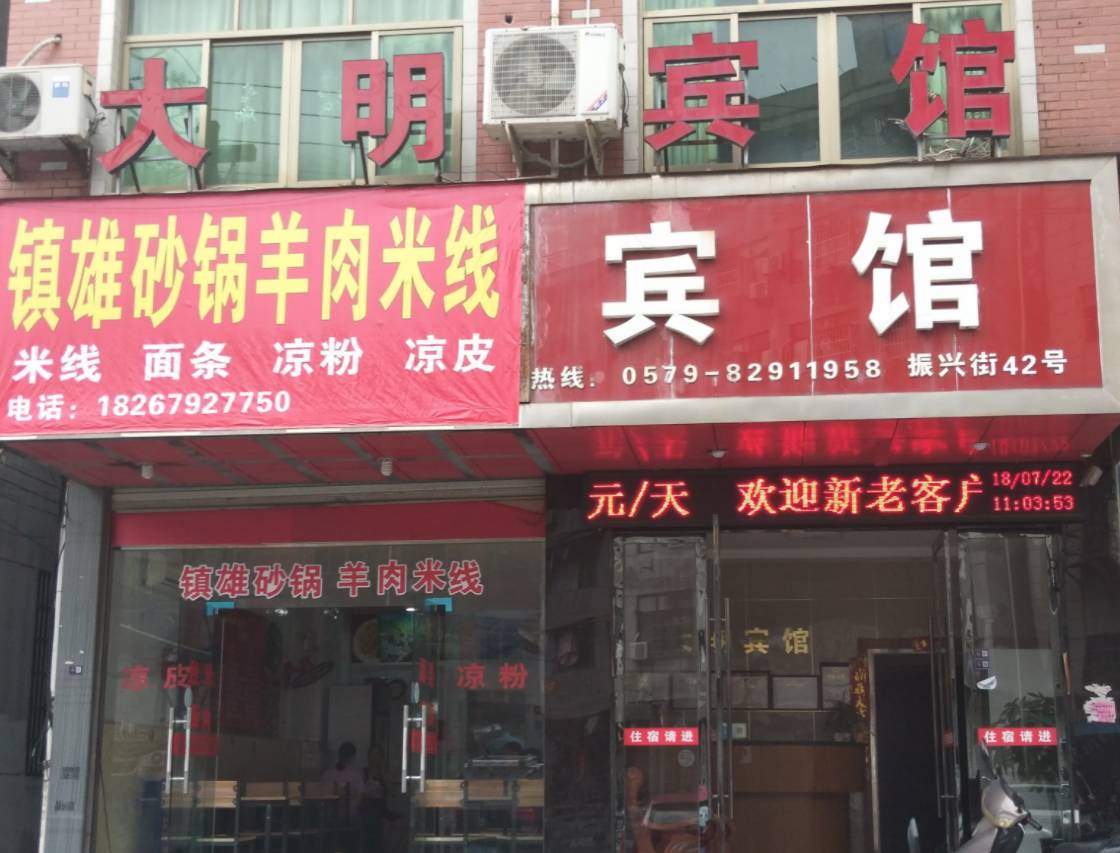 大明宾馆
镇雄砂锅羊肉米线
米线 面条 凉粉 凉皮
电话：18267927750
宾馆
热线：0579-82911958 振兴街42号
元/天 欢迎新老客户
18/07/22
11:03:53
镇雄砂锅 羊肉米线
凉皮
凉粉
宾馆
住宿请进
住宿请进